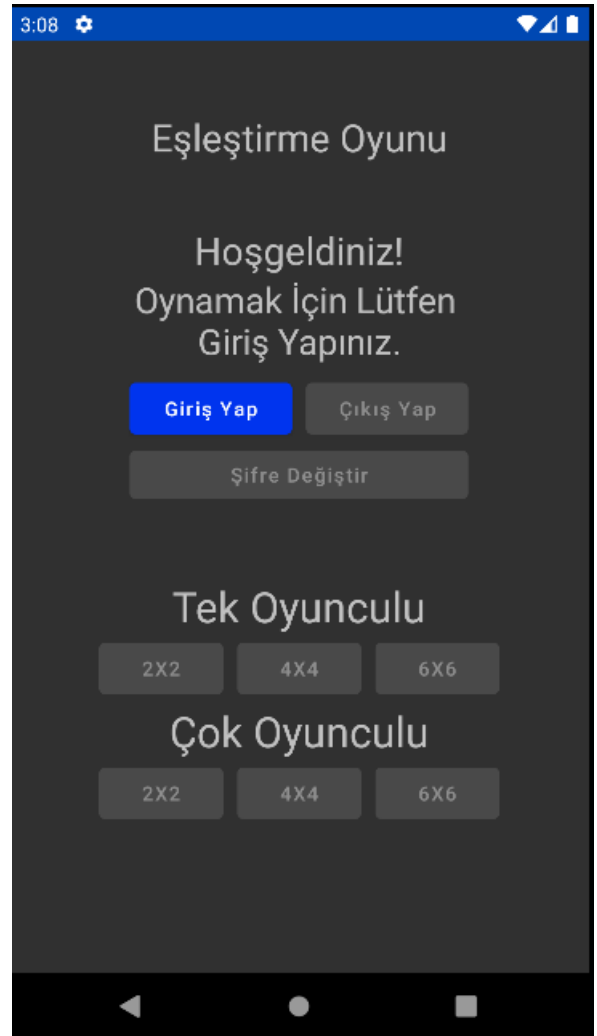 3:08
Eşleştirme Oyunu
Hoşgeldiniz!
Oynamak İçin Lütfen
Giriş Yapınız.
Giriş Yap Çıkış Yap
Şifre Değiştir
Tek Oyunculu
2X2 4X4 6X6
Çok Oyunculu
2X2 4X4 6X6